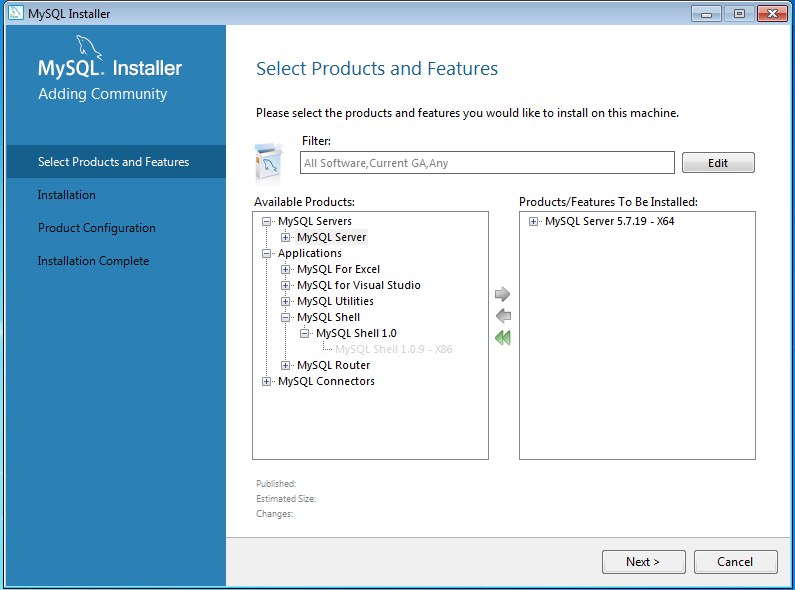 MySQL Installer
MySQL. Installer
Adding Community
Select Products and Features
Installation
Product Configuration
Installation Complete
Select Products and Features
Please select the products and features you would like to install on this machine.
Filter:
All Software,Current GA,Any
Edit
Available Products:
MySQL Servers
MySQL Server
Applications
MySQL For Excel
MySQL for Visual Studio
MySQL Utilities
MySQL Shell
MySQL Shell 1.0
MySQL Shell 1.0.9 - X86
MySQL Router
MySQL Connectors
Products/Features To Be Installed:
MySQL Server 5.7.19 - X64
Published:
Estimated Size:
Changes:
Next >
Cancel